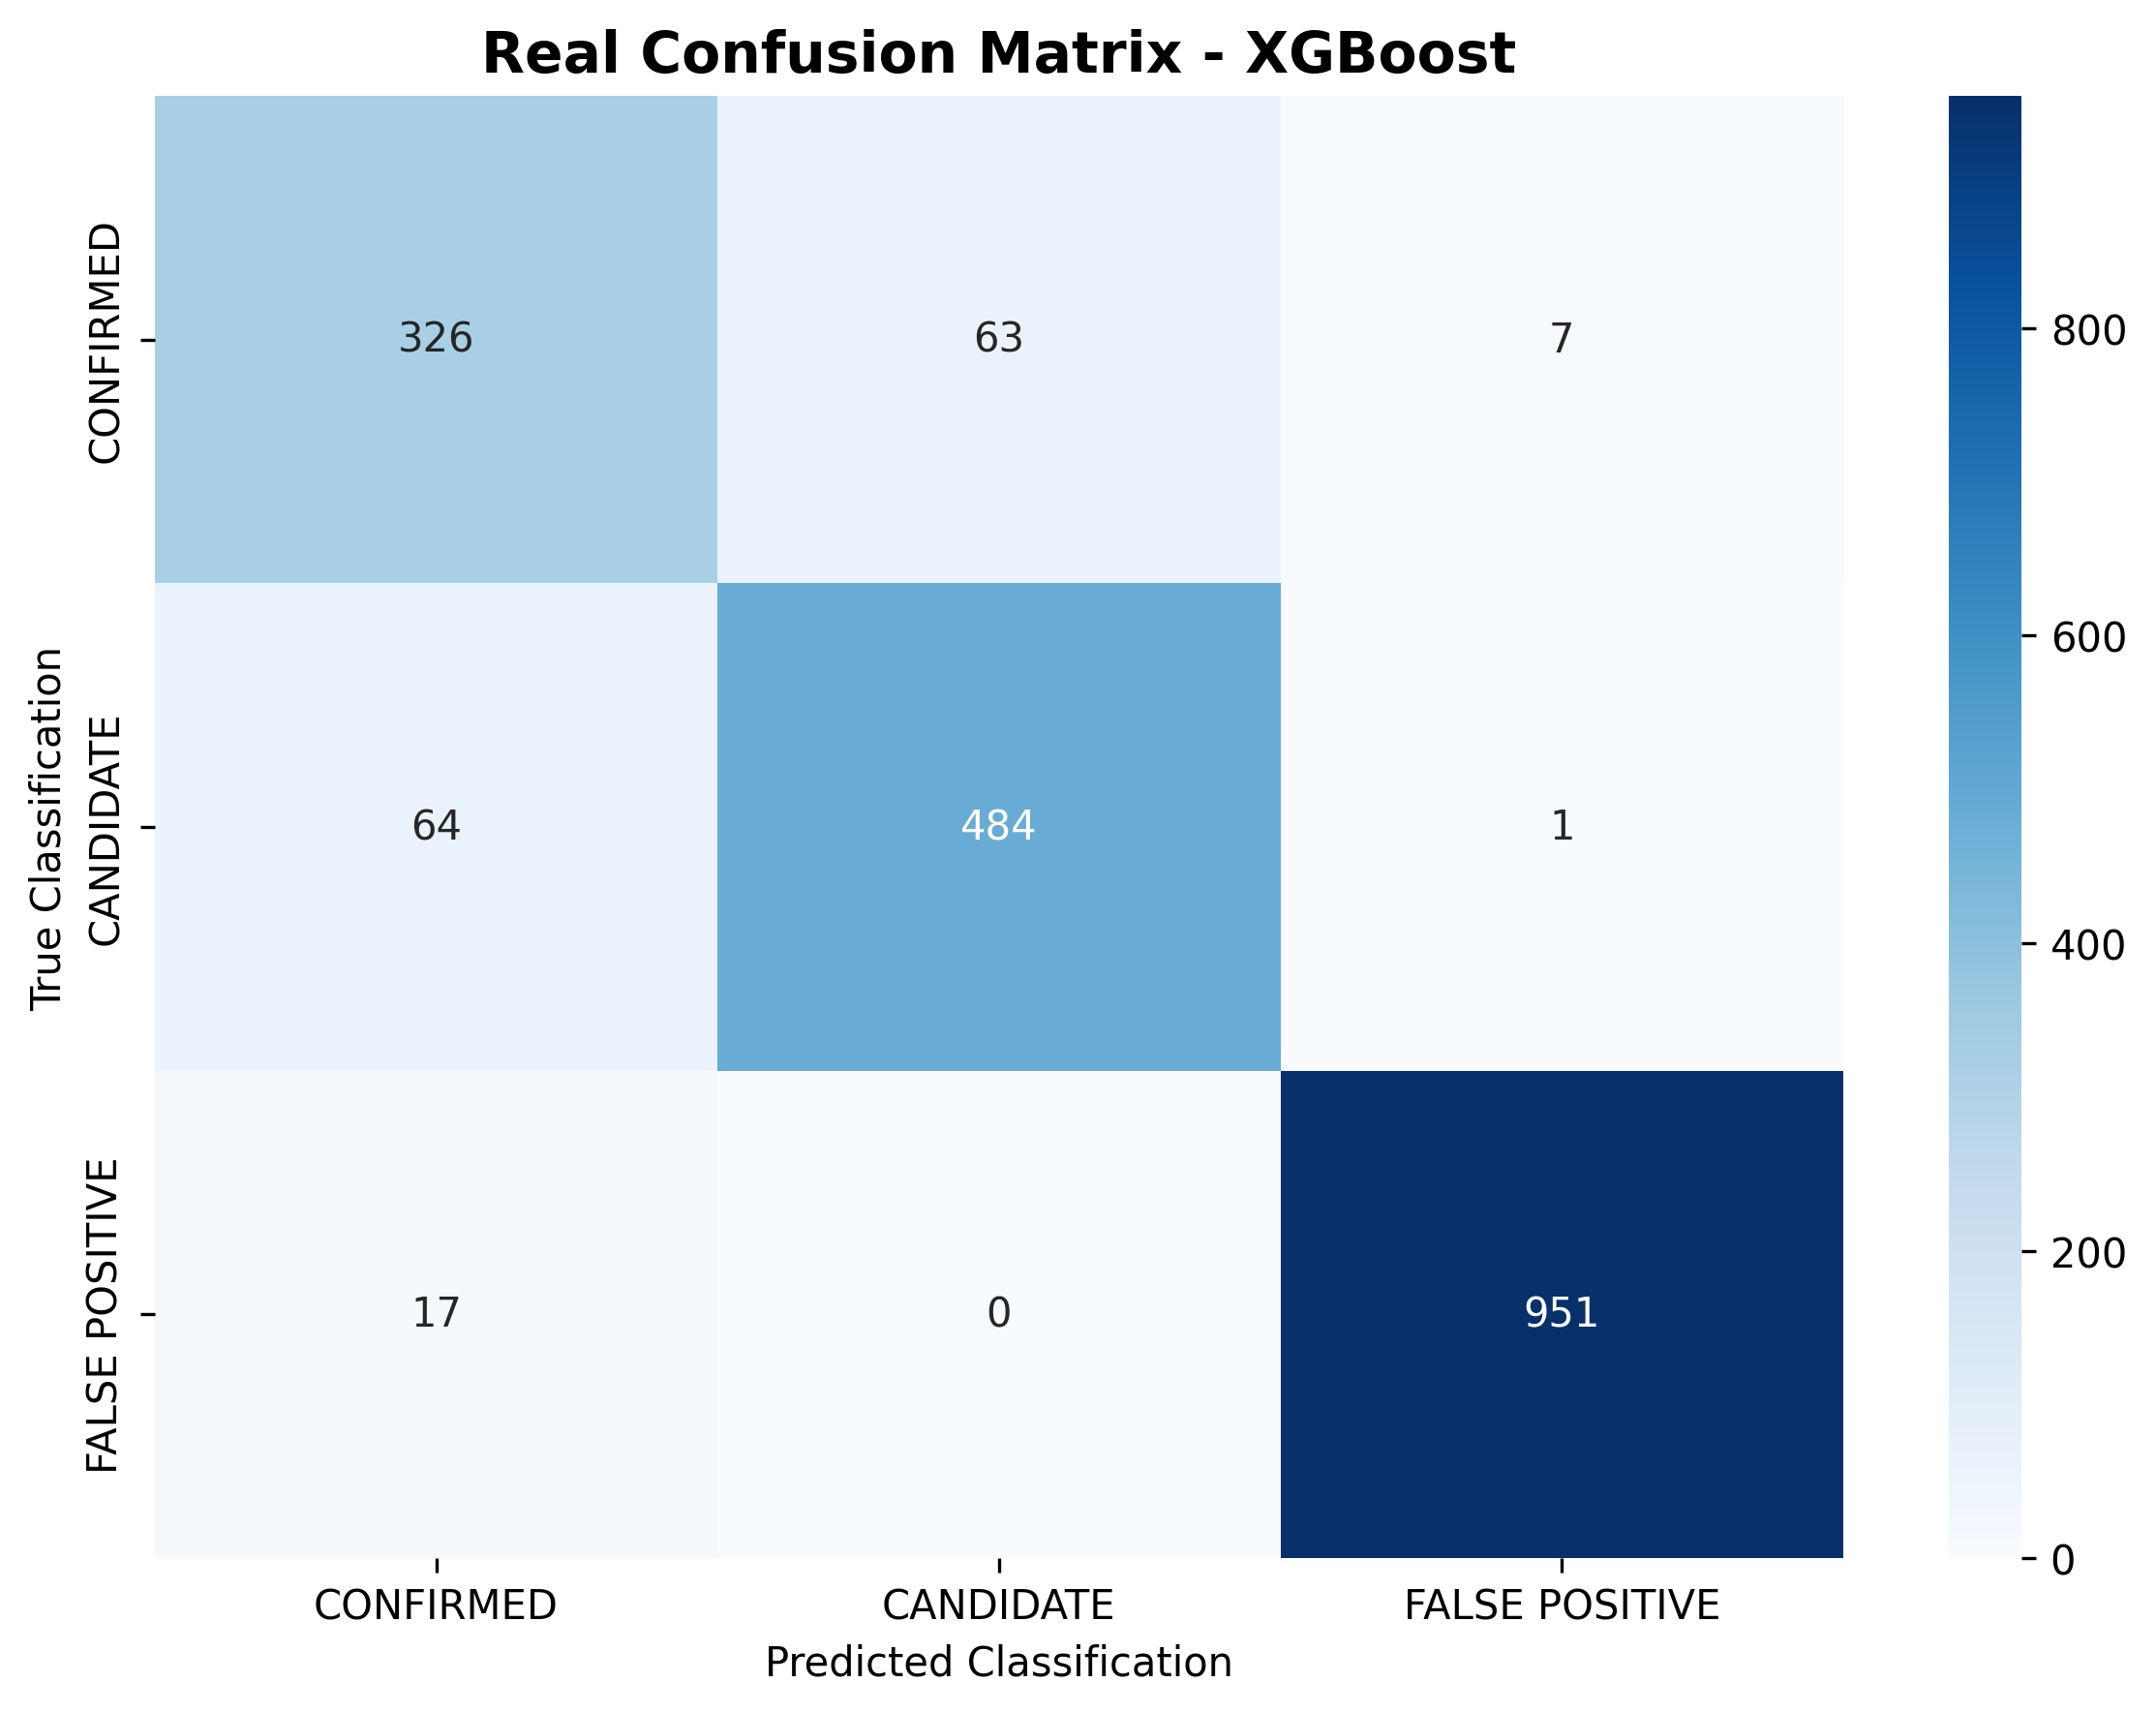 Real Confusion Matrix - XGBoost
True Classification
CONFIRMED
326
63
7
CANDIDATE
64
484
1
FALSE POSITIVE
17
0
951
CONFIRMED
CANDIDATE
FALSE POSITIVE
Predicted Classification
800
600
400
200
0